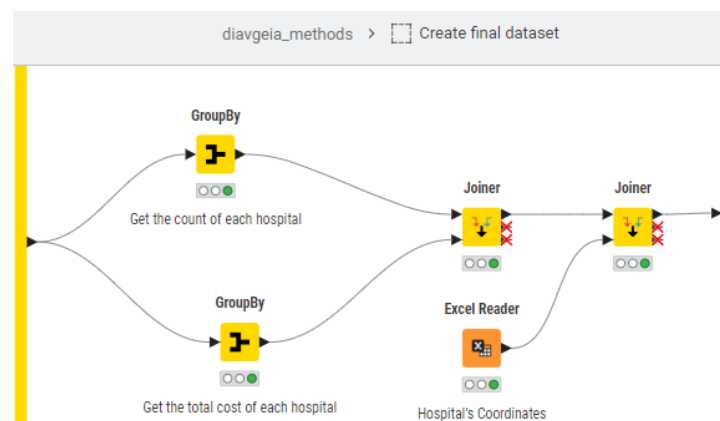 diavgeia_methods > Create final dataset
GroupBy
Get the count of each hospital
Joiner
Joiner
GroupBy
Get the total cost of each hospital
Excel Reader
Hospital's Coordinates